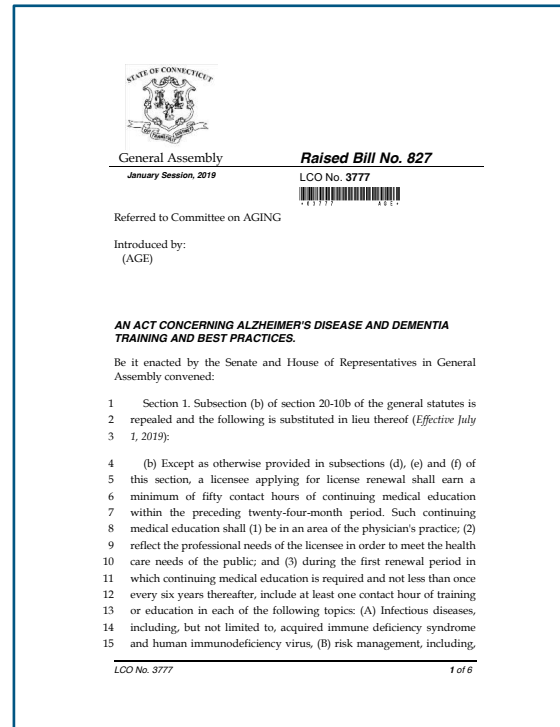 STATE OF CONNECTICUT
General Assembly
Raised Bill No. 827
January Session, 2019
LCO No. 3777
Referred to Committee on AGING
Introduced by:
(AGE)
AN ACT CONCERNING ALZHEIMER'S DISEASE AND DEMENTIA
TRAINING AND BEST PRACTICES.
Be it enacted by the Senate and House of Representatives in General
Assembly convened:
1 Section 1. Subsection (b) of section 20-10b of the general statutes is
2 repealed and the following is substituted in lieu thereof (Effective July
3 1, 2019):
4 (b) Except as otherwise provided in subsections (d), (e) and (f) of
5 this section, a licensee applying for license renewal shall earn a
6 minimum of fifty contact hours of continuing medical education
7 within the preceding twenty-four-month period. Such continuing
8 medical education shall (1) be in an area of the physician's practice; (2)
9 reflect the professional needs of the licensee in order to meet the health
10 care needs of the public; and (3) during the first renewal period in
11 which continuing medical education is required and not less than once
12 every six years thereafter, include at least one contact hour of training
13 or education in each of the following topics: (A) Infectious diseases,
14 including, but not limited to, acquired immune deficiency syndrome
15 and human immunodeficiency virus, (B) risk management, including,
LCO No. 3777
1 of 6